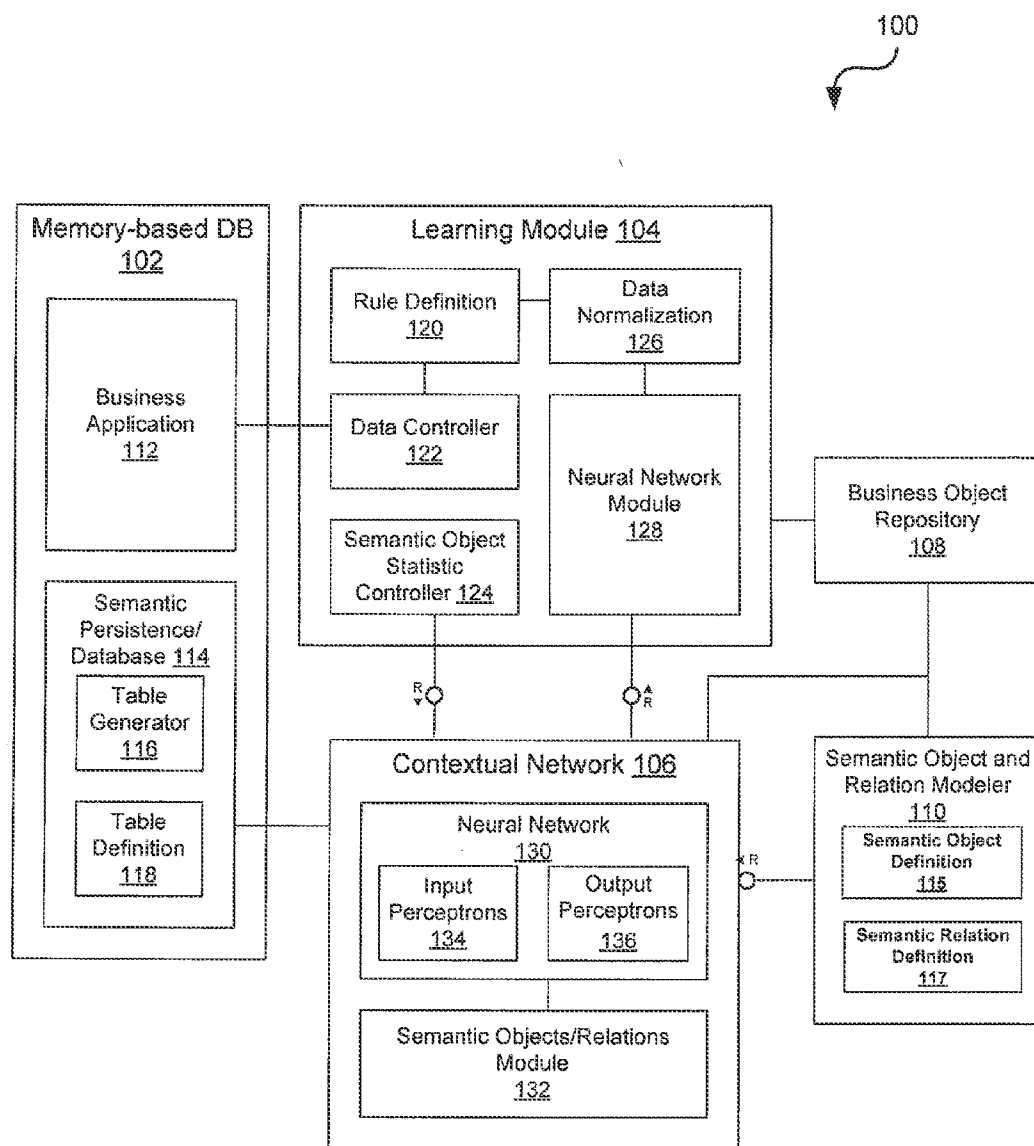 100
Memory-based DB
102
Business
Application
112
Semantic
Persistence/
Database 114
Table
Generator
116
Table
Definition
118
Learning Module 104
Rule Definition
120
Data
Normalization
126
Data Controller
122
Neural Network
Module
128
Semantic Object
Statistic
Controller 124
R
R
Business Object
Repository
108
Contextual Network 106
Neural Network
130
Input
Perceptrons
134
Output
Perceptrons
136
Semantic Objects/Relations
Module
132
R
Semantic Object and
Relation Modeler
110
Semantic Object
Definition
115
Semantic Relation
Definition
117